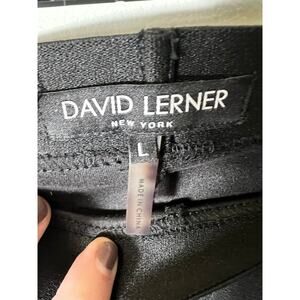 DAVID LERNER
NEW YORK
L
MADE IN CHINA